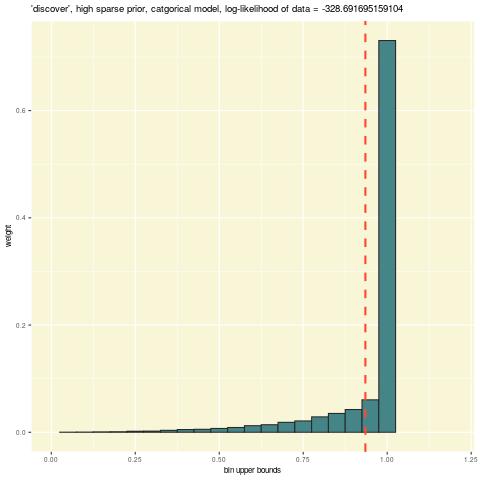 'discover', high sparse prior, catgorical model, log-likelihood of data = -328.691695159104
weight
0.6
0.4
0.2
0.0
0.00 0.25 0.50 0.75 1.00 1.25
bin upper bounds